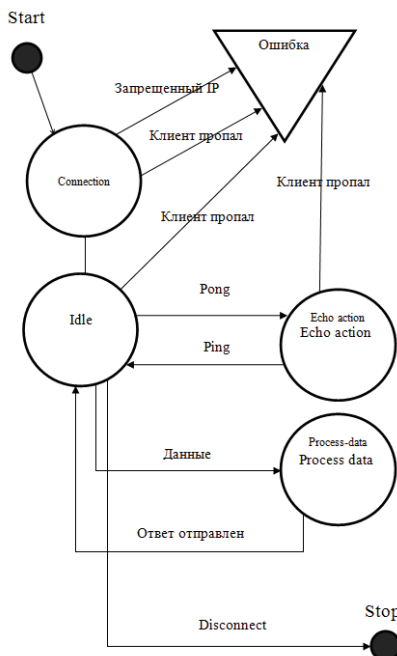 Start
Ошибка
Запрещенный IP
Клиент пропал
Connection
Клиент пропал
Клиент пропал
Pong
Idle
Echo action
Echo action
Ping
Process-data
Process data
Данные
Ответ отправлен
Stop
Disconnect